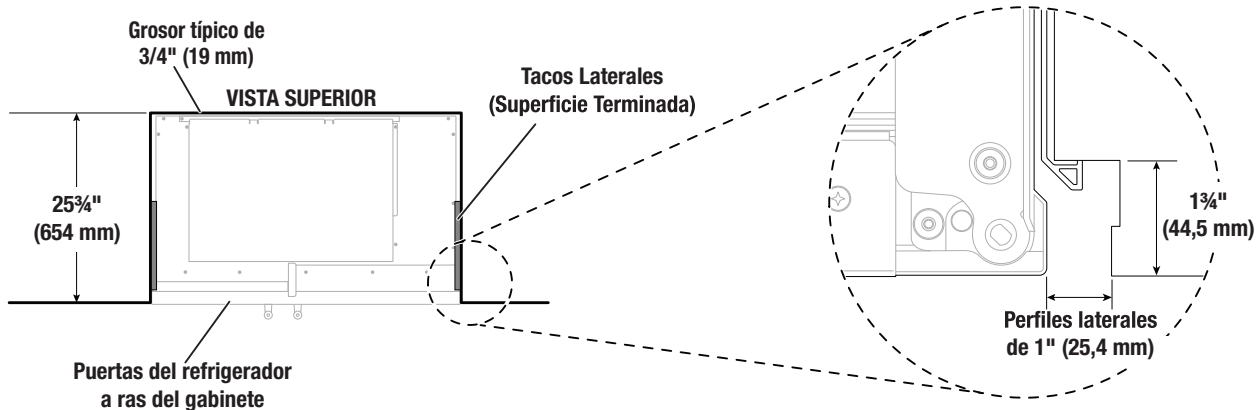 Grosor típico de
3/4" (19 mm)
VISTA SUPERIOR
Tacos Laterales
(Superficie Terminada)
25¾"
(654 mm)
1¾"
(44,5 mm)
Perfiles laterales
de 1" (25,4 mm)
Puertas del refrigerador
a ras del gabinete